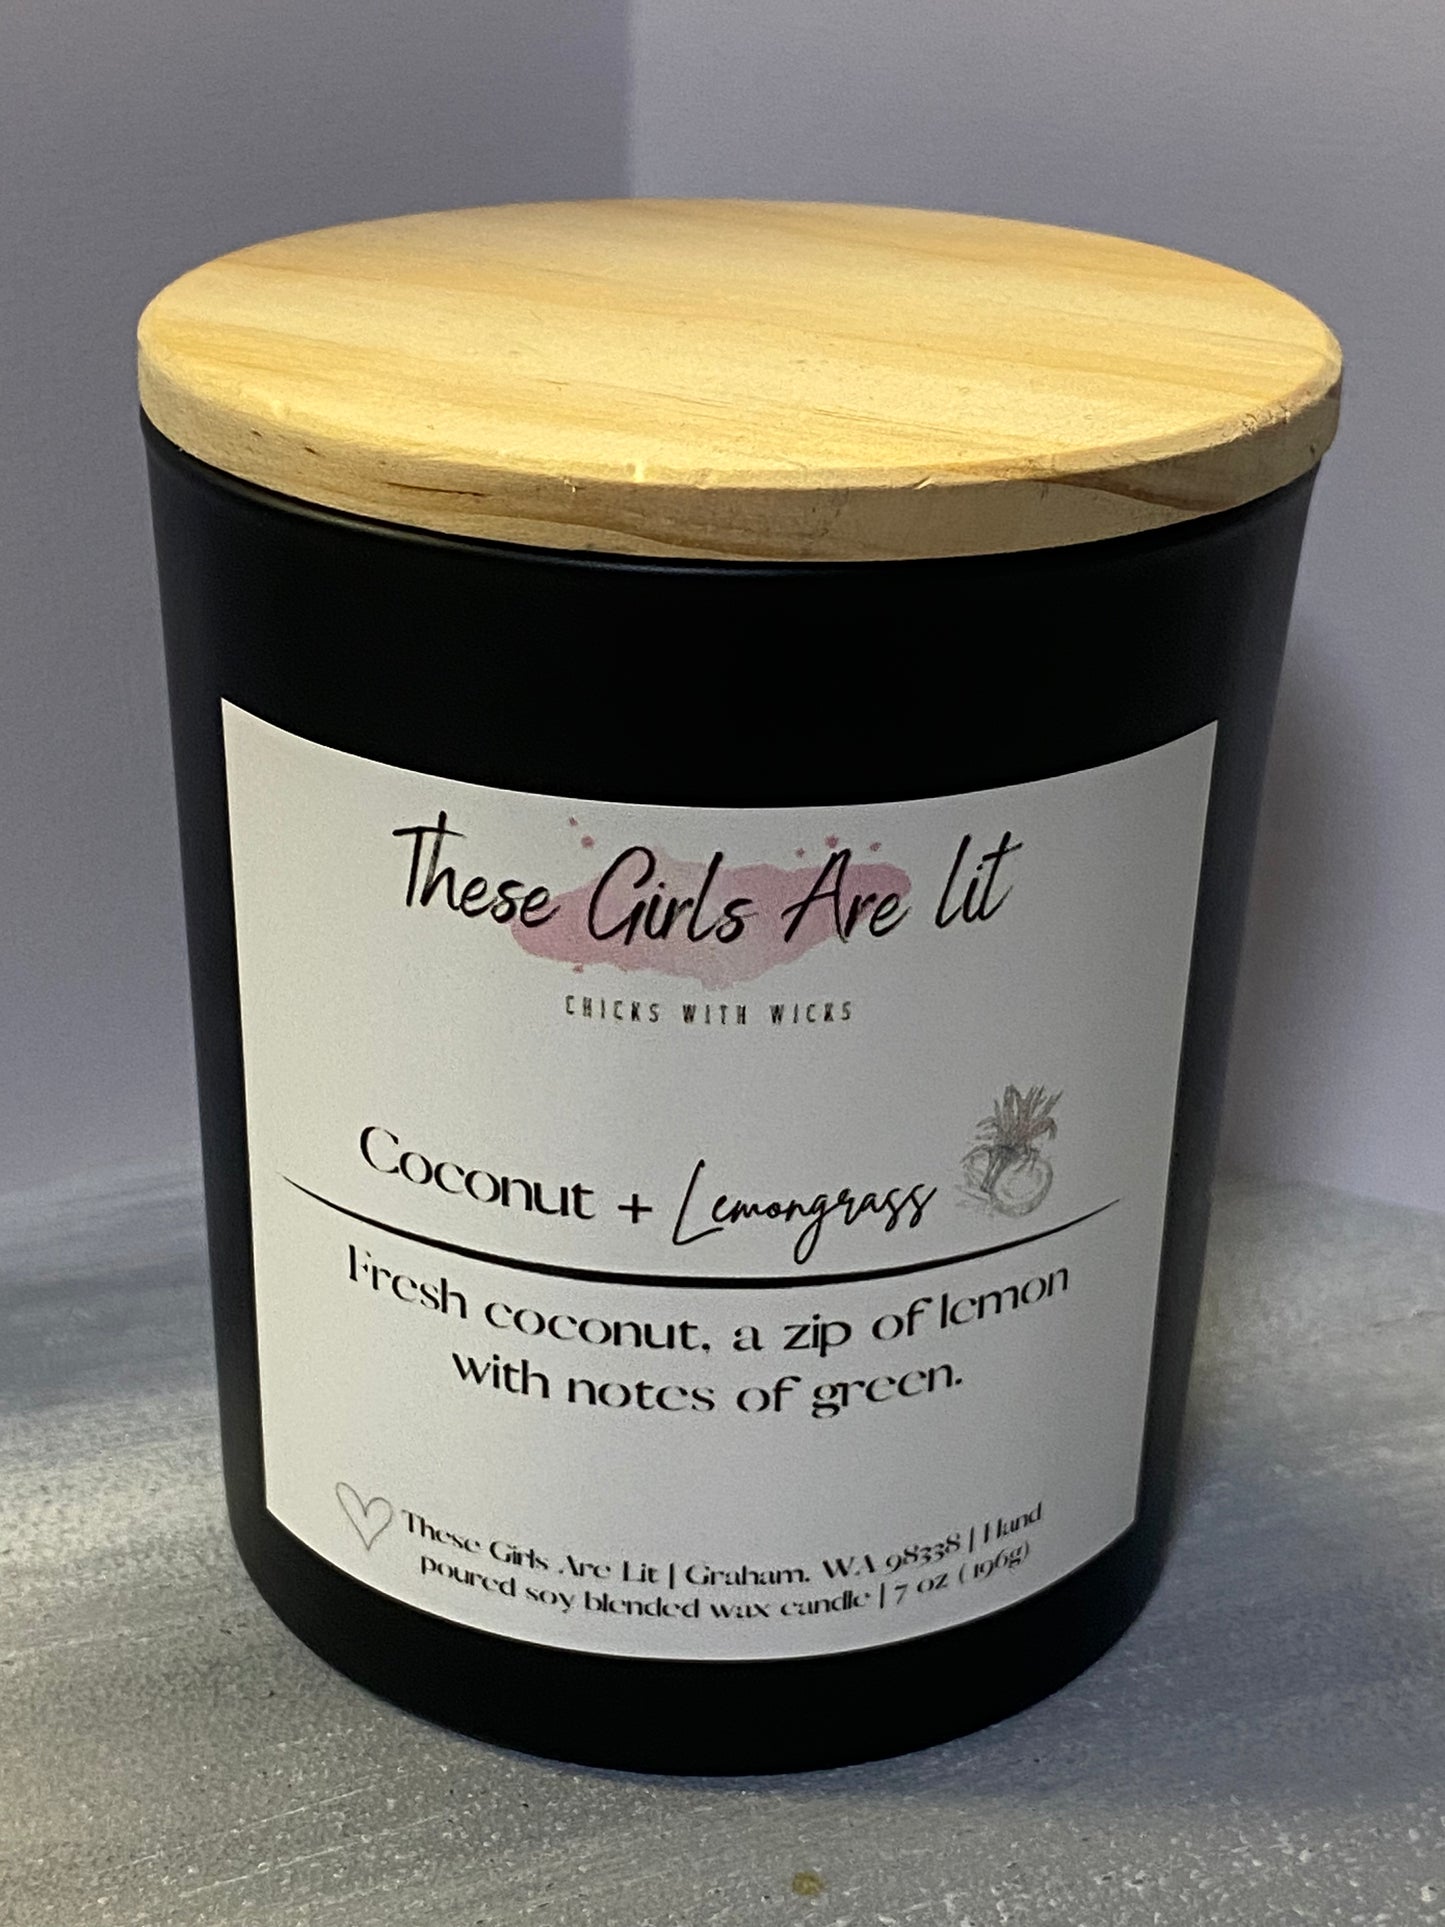 These Girls Are Lit
CHICKS WITH WICKS
Coconut + Lemongrass
Fresh coconut, a zip of lemon
with notes of green.
These Girls Are Lit | Graham, WA 98338 | Hand
poured soy blended wax candle | 7 oz (196g)